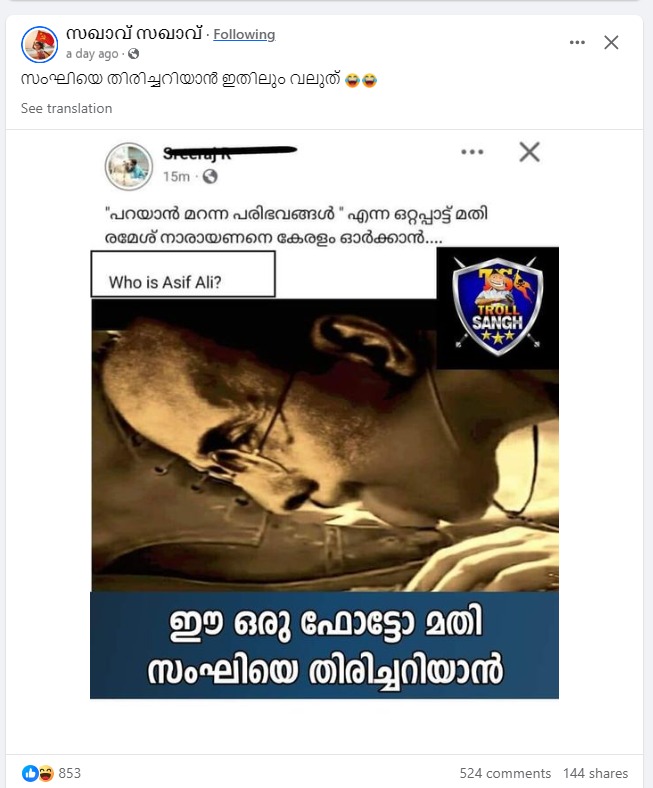 സഖാവ് സഖാവ് · Following
a day ago ·
സംഘിയെ തിരിച്ചറിയാൻ ഇതിലും വലുത് 😂😂
See translation
Sreeraj R
15m ·
"പറയാൻ മറന്ന പരിഭവങ്ങൾ " എന്ന ഒറ്റപ്പാട്ട് മതി
രമേശ് നാരായണനെ കേരളം ഓർക്കാൻ....
Who is Asif Ali?
TROLL
SANGH
ഈ ഒരു ഫോട്ടോ മതി
സംഘിയെ തിരിച്ചറിയാൻ
853
524 comments 144 shares